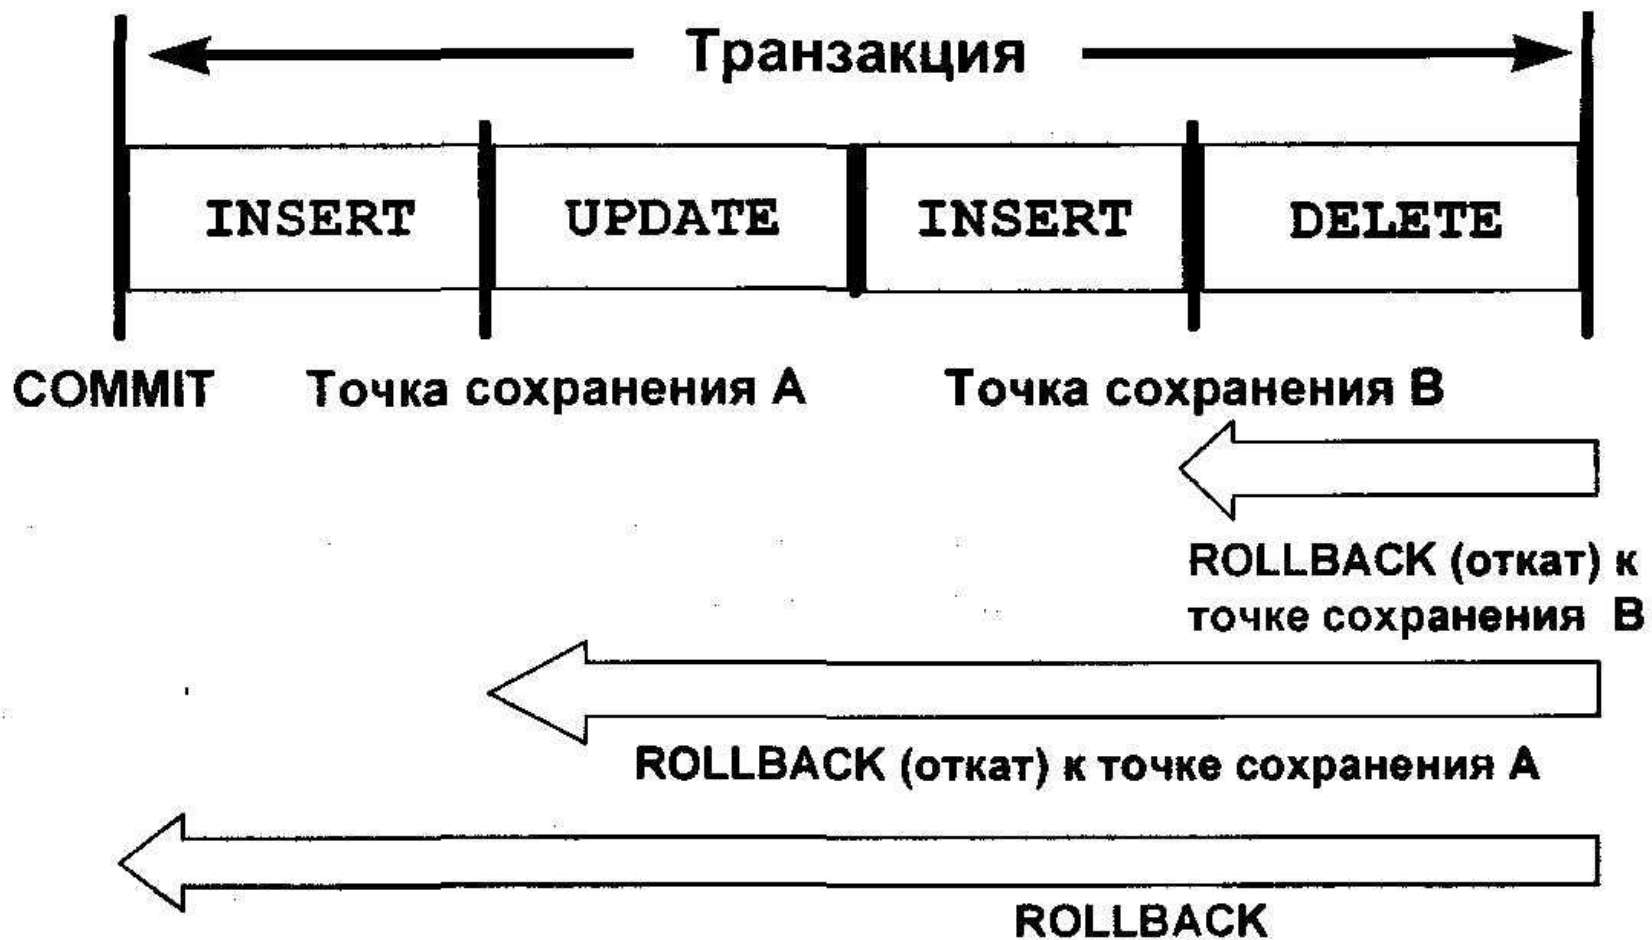 Транзакция
INSERT UPDATE INSERT DELETE
COMMIT Точка сохранения A Точка сохранения B
ROLLBACK (откат) к
точке сохранения B
ROLLBACK (откат) к точке сохранения A
ROLLBACK